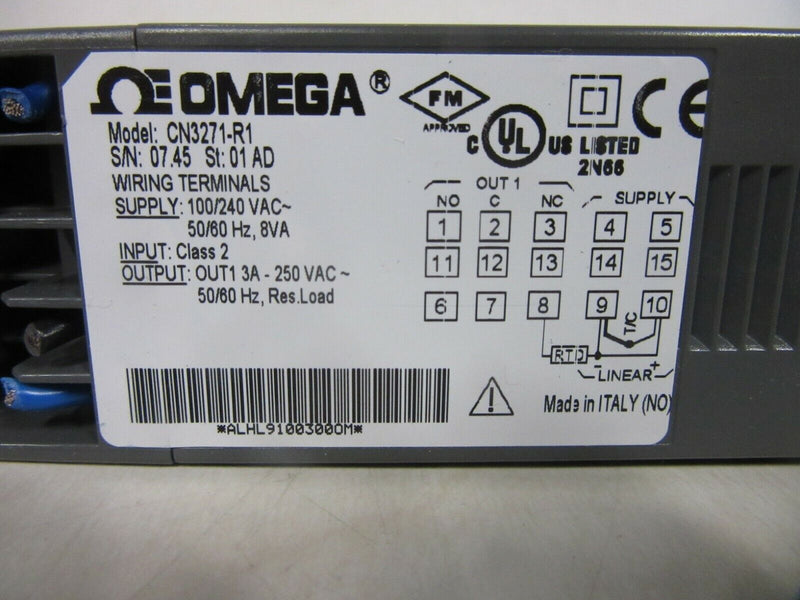 OMEGA®
FM
APPROVED
C UL US LISTED
2N66
CE
Model: CN3271-R1
S/N: 07.45 St: 01 AD
WIRING TERMINALS
SUPPLY: 100/240 VAC~
50/60 Hz, 8VA
INPUT: Class 2
OUTPUT: OUT1 3A - 250 VAC ~
50/60 Hz, Res.Load
OUT 1
NO C NC SUPPLY
1 2 3 4 5
11 12 13 14 15
6 7 8 9 10
T/C
RTD
- LINEAR +
*ALHL91003000M*
Made in ITALY (NO)